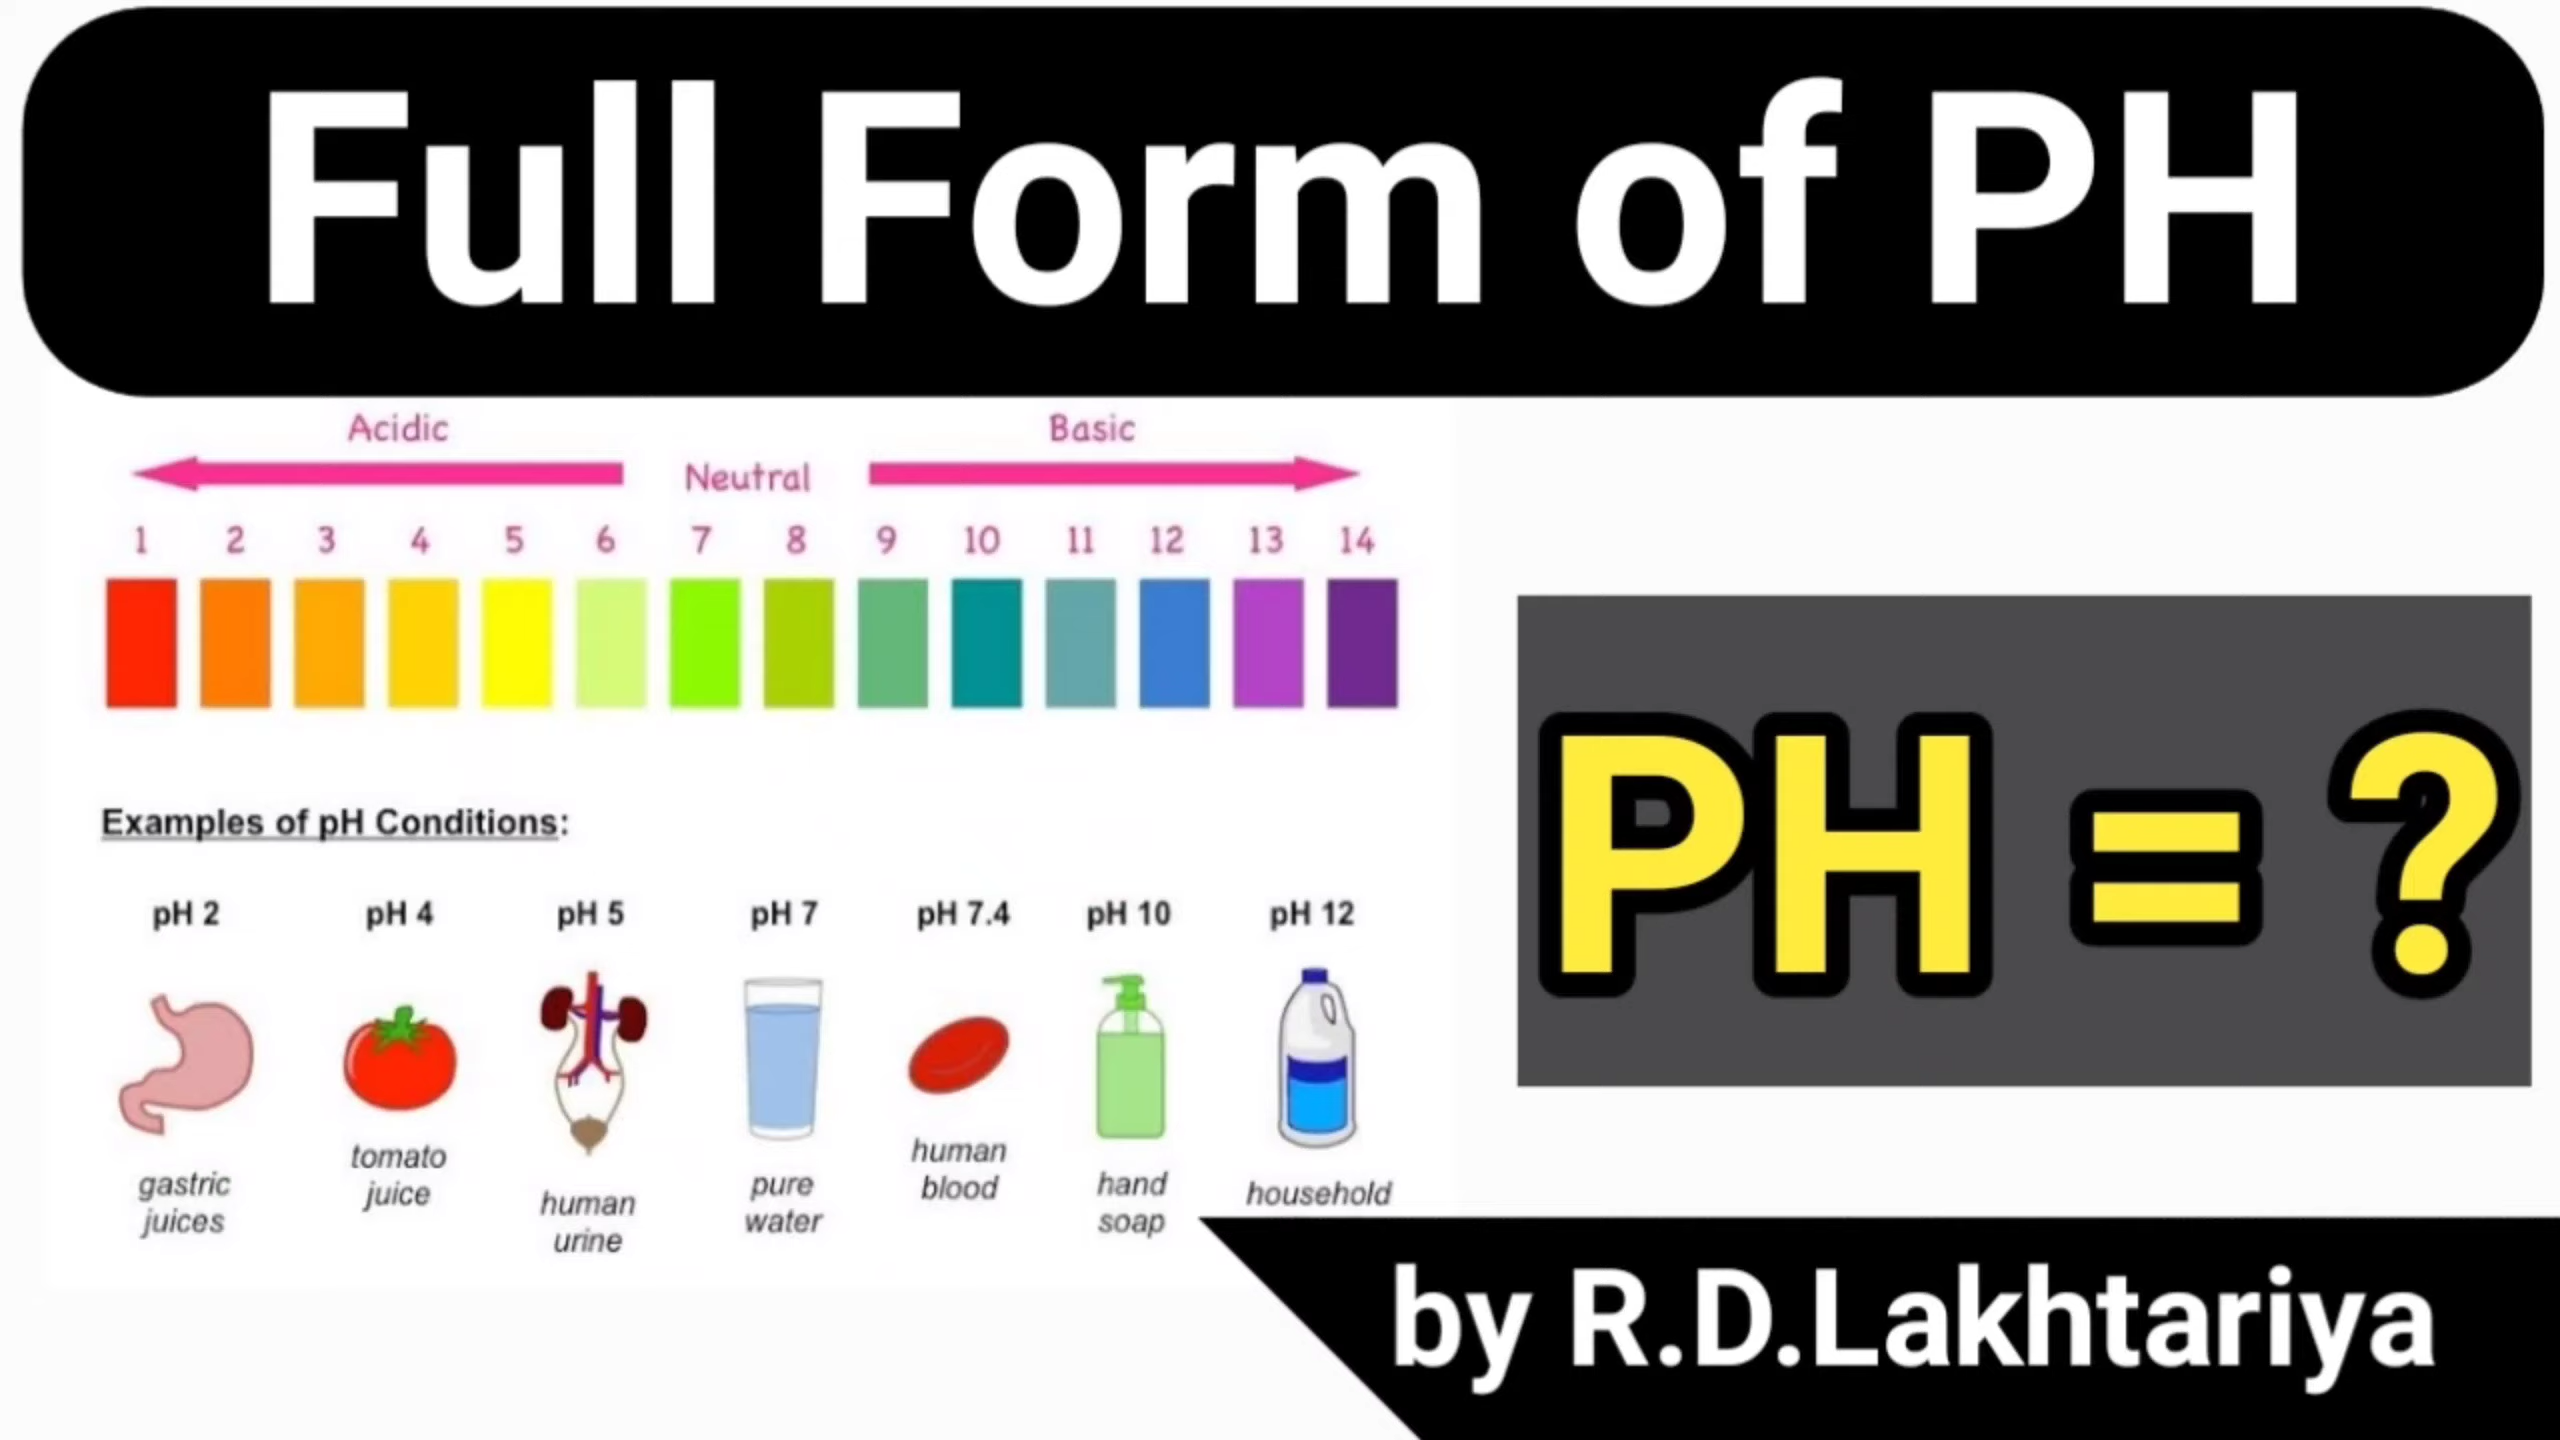 Full Form of PH
Acidic
Neutral
Basic
1 2 3 4 5 6 7 8 9 10 11 12 13 14
Examples of pH Conditions:
pH 2
pH 4
pH 5
pH 7
pH 7.4
pH 10
pH 12
gastric
juices
tomato
juice
human
urine
pure
water
human
blood
hand
soap
household
PH = ?
by R.D.Lakhtariya